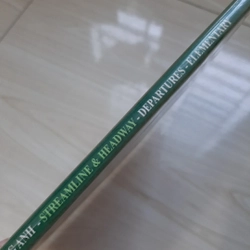 ANH - STREAMLINE & HEADWAY - DEPARTURES - ELEMENTARY